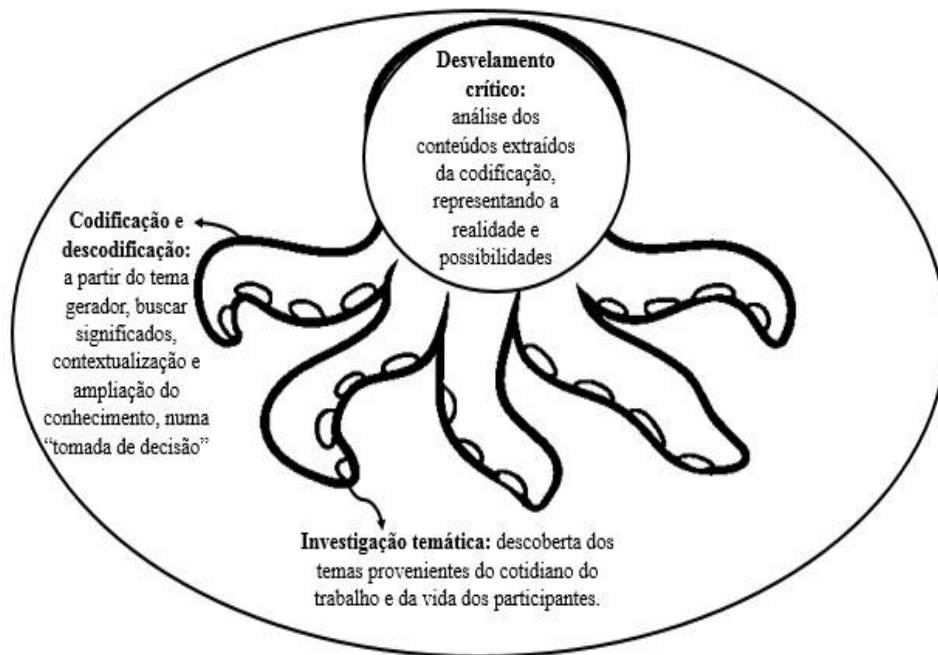 Desvelamento
crítico:
análise dos
conteúdos extraídos
da codificação,
representando a
realidade e
possibilidades
Codificação e
descodificação:
a partir do tema
gerador, buscar
significados,
contextualização e
ampliação do
conhecimento, numa
“tomada de decisão”
Investigação temática: descoberta dos
temas provenientes do cotidiano do
trabalho e da vida dos participantes.